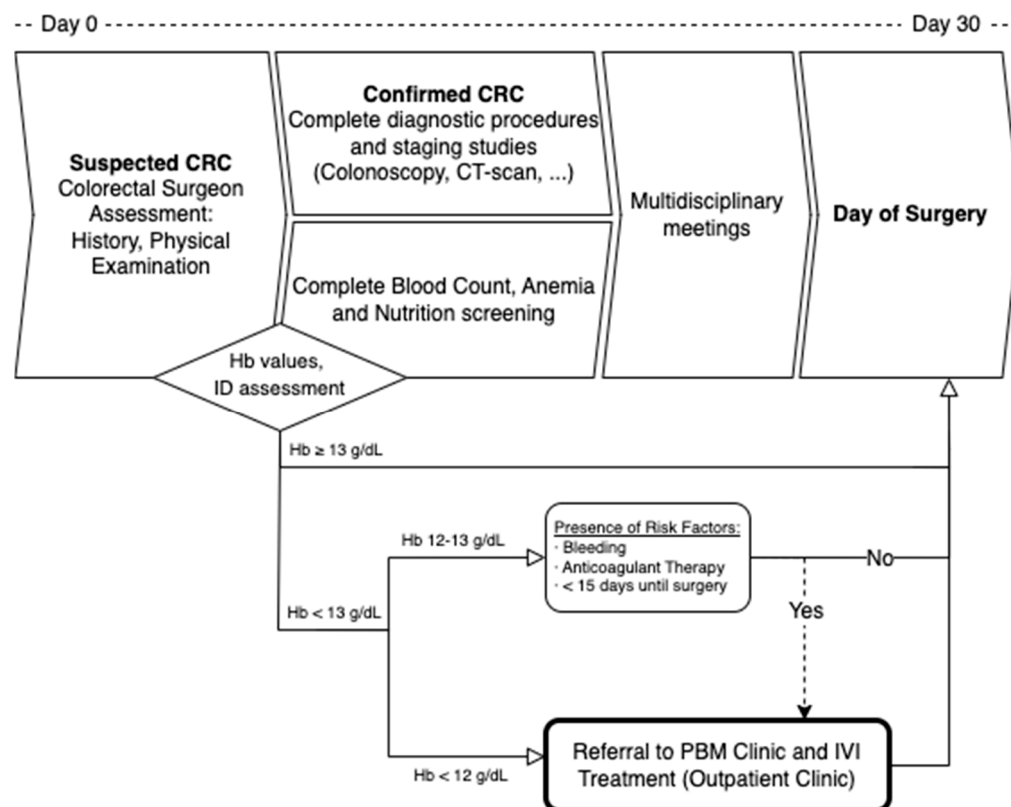 Day 0
Day 30
Suspected CRC
Colorectal Surgeon
Assessment:
History, Physical
Examination
Confirmed CRC
Complete diagnostic procedures
and staging studies
(Colonoscopy, CT-scan, ...)
Complete Blood Count, Anemia
and Nutrition screening
Multidisciplinary
meetings
Day of Surgery
Hb values,
ID assessment
Hb ≥ 13 g/dL
Hb < 13 g/dL
Hb 12-13 g/dL
Presence of Risk Factors:
· Bleeding
· Anticoagulant Therapy
· < 15 days until surgery
No
Yes
Hb < 12 g/dL
Referral to PBM Clinic and IVI
Treatment (Outpatient Clinic)